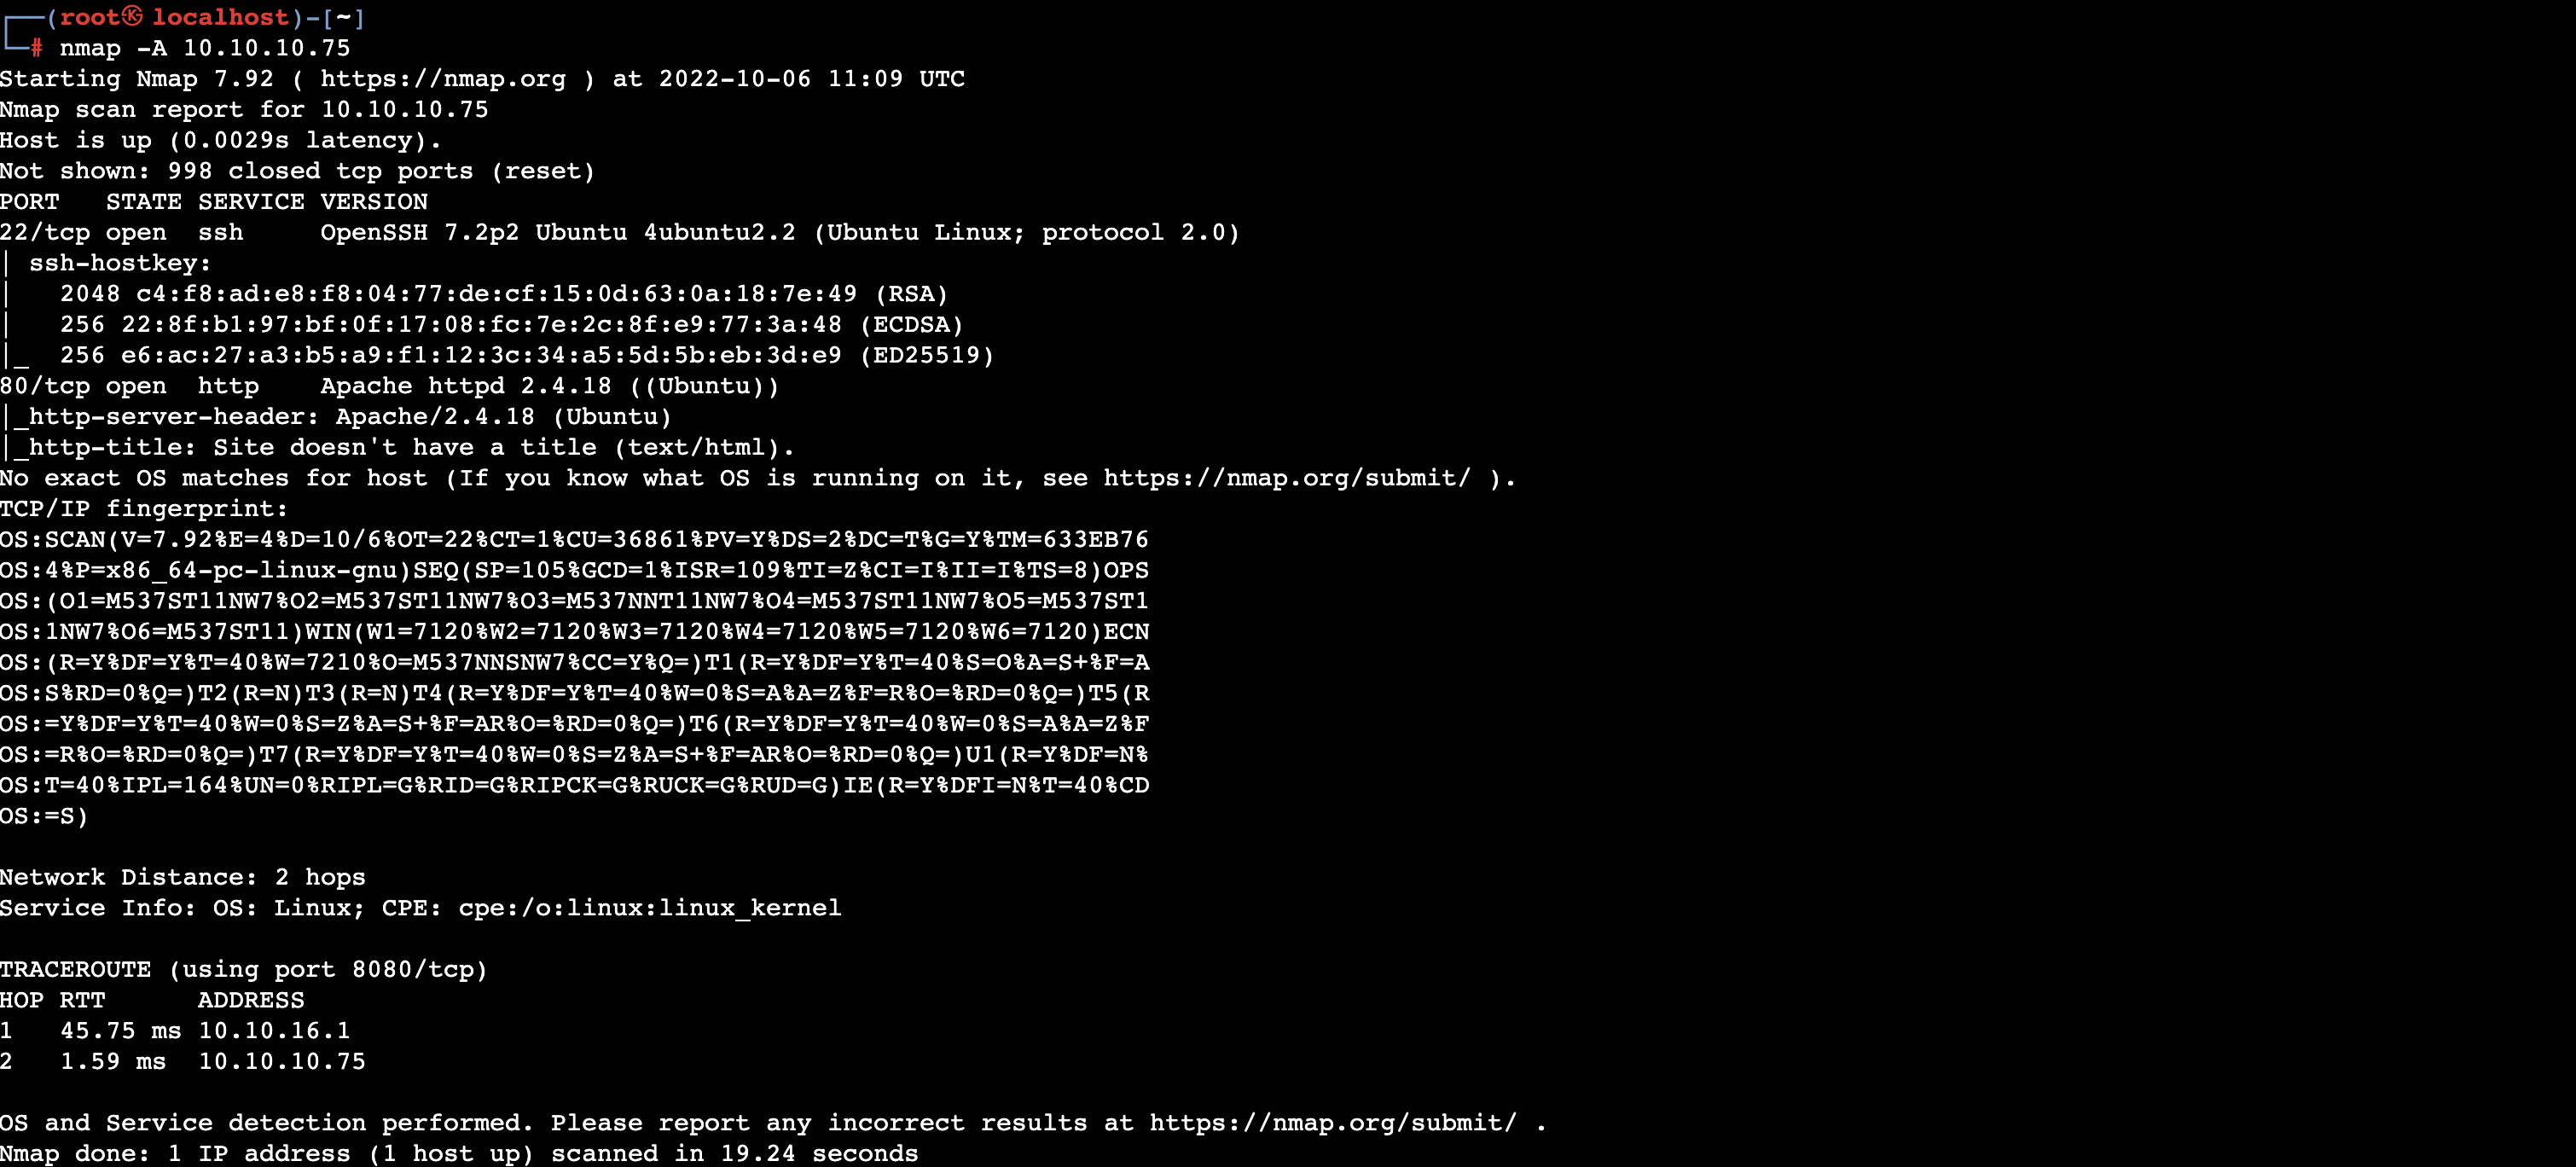 ┌──(root㉿ localhost)-[~]
└─# nmap -A 10.10.10.75
Starting Nmap 7.92 ( https://nmap.org ) at 2022-10-06 11:09 UTC
Nmap scan report for 10.10.10.75
Host is up (0.0029s latency).
Not shown: 998 closed tcp ports (reset)
PORT   STATE SERVICE VERSION
22/tcp open  ssh     OpenSSH 7.2p2 Ubuntu 4ubuntu2.2 (Ubuntu Linux; protocol 2.0)
| ssh-hostkey:
|   2048 c4:f8:ad:e8:f8:04:77:de:cf:15:0d:63:0a:18:7e:49 (RSA)
|   256 22:8f:b1:97:bf:0f:17:08:fc:7e:2c:8f:e9:77:3a:48 (ECDSA)
|_  256 e6:ac:27:a3:b5:a9:f1:12:3c:34:a5:5d:5b:eb:3d:e9 (ED25519)
80/tcp open  http    Apache httpd 2.4.18 ((Ubuntu))
|_http-server-header: Apache/2.4.18 (Ubuntu)
|_http-title: Site doesn't have a title (text/html).
No exact OS matches for host (If you know what OS is running on it, see https://nmap.org/submit/ ).
TCP/IP fingerprint:
OS:SCAN(V=7.92%E=4%D=10/6%OT=22%CT=1%CU=36861%PV=Y%DS=2%DC=T%G=Y%TM=633EB76
OS:4%P=x86_64-pc-linux-gnu)SEQ(SP=105%GCD=1%ISR=109%TI=Z%CI=I%II=I%TS=8)OPS
OS:(O1=M537ST11NW7%O2=M537ST11NW7%O3=M537NNT11NW7%O4=M537ST11NW7%O5=M537ST1
OS:1NW7%O6=M537ST11)WIN(W1=7120%W2=7120%W3=7120%W4=7120%W5=7120%W6=7120)ECN
OS:(R=Y%DF=Y%T=40%W=7210%O=M537NNSNW7%CC=Y%Q=)T1(R=Y%DF=Y%T=40%S=O%A=S+%F=A
OS:S%RD=0%Q=)T2(R=N)T3(R=N)T4(R=Y%DF=Y%T=40%W=0%S=A%A=Z%F=R%O=%RD=0%Q=)T5(R
OS:=Y%DF=Y%T=40%W=0%S=Z%A=S+%F=AR%O=%RD=0%Q=)T6(R=Y%DF=Y%T=40%W=0%S=A%A=Z%F
OS:=R%O=%RD=0%Q=)T7(R=Y%DF=Y%T=40%W=0%S=Z%A=S+%F=AR%O=%RD=0%Q=)U1(R=Y%DF=N%
OS:T=40%IPL=164%UN=0%RIPL=G%RID=G%RIPCK=G%RUCK=G%RUD=G)IE(R=Y%DFI=N%T=40%CD
OS:=S)
Network Distance: 2 hops
Service Info: OS: Linux; CPE: cpe:/o:linux:linux_kernel
TRACEROUTE (using port 8080/tcp)
HOP RTT      ADDRESS
1   45.75 ms 10.10.16.1
2   1.59 ms  10.10.10.75
OS and Service detection performed. Please report any incorrect results at https://nmap.org/submit/ .
Nmap done: 1 IP address (1 host up) scanned in 19.24 seconds